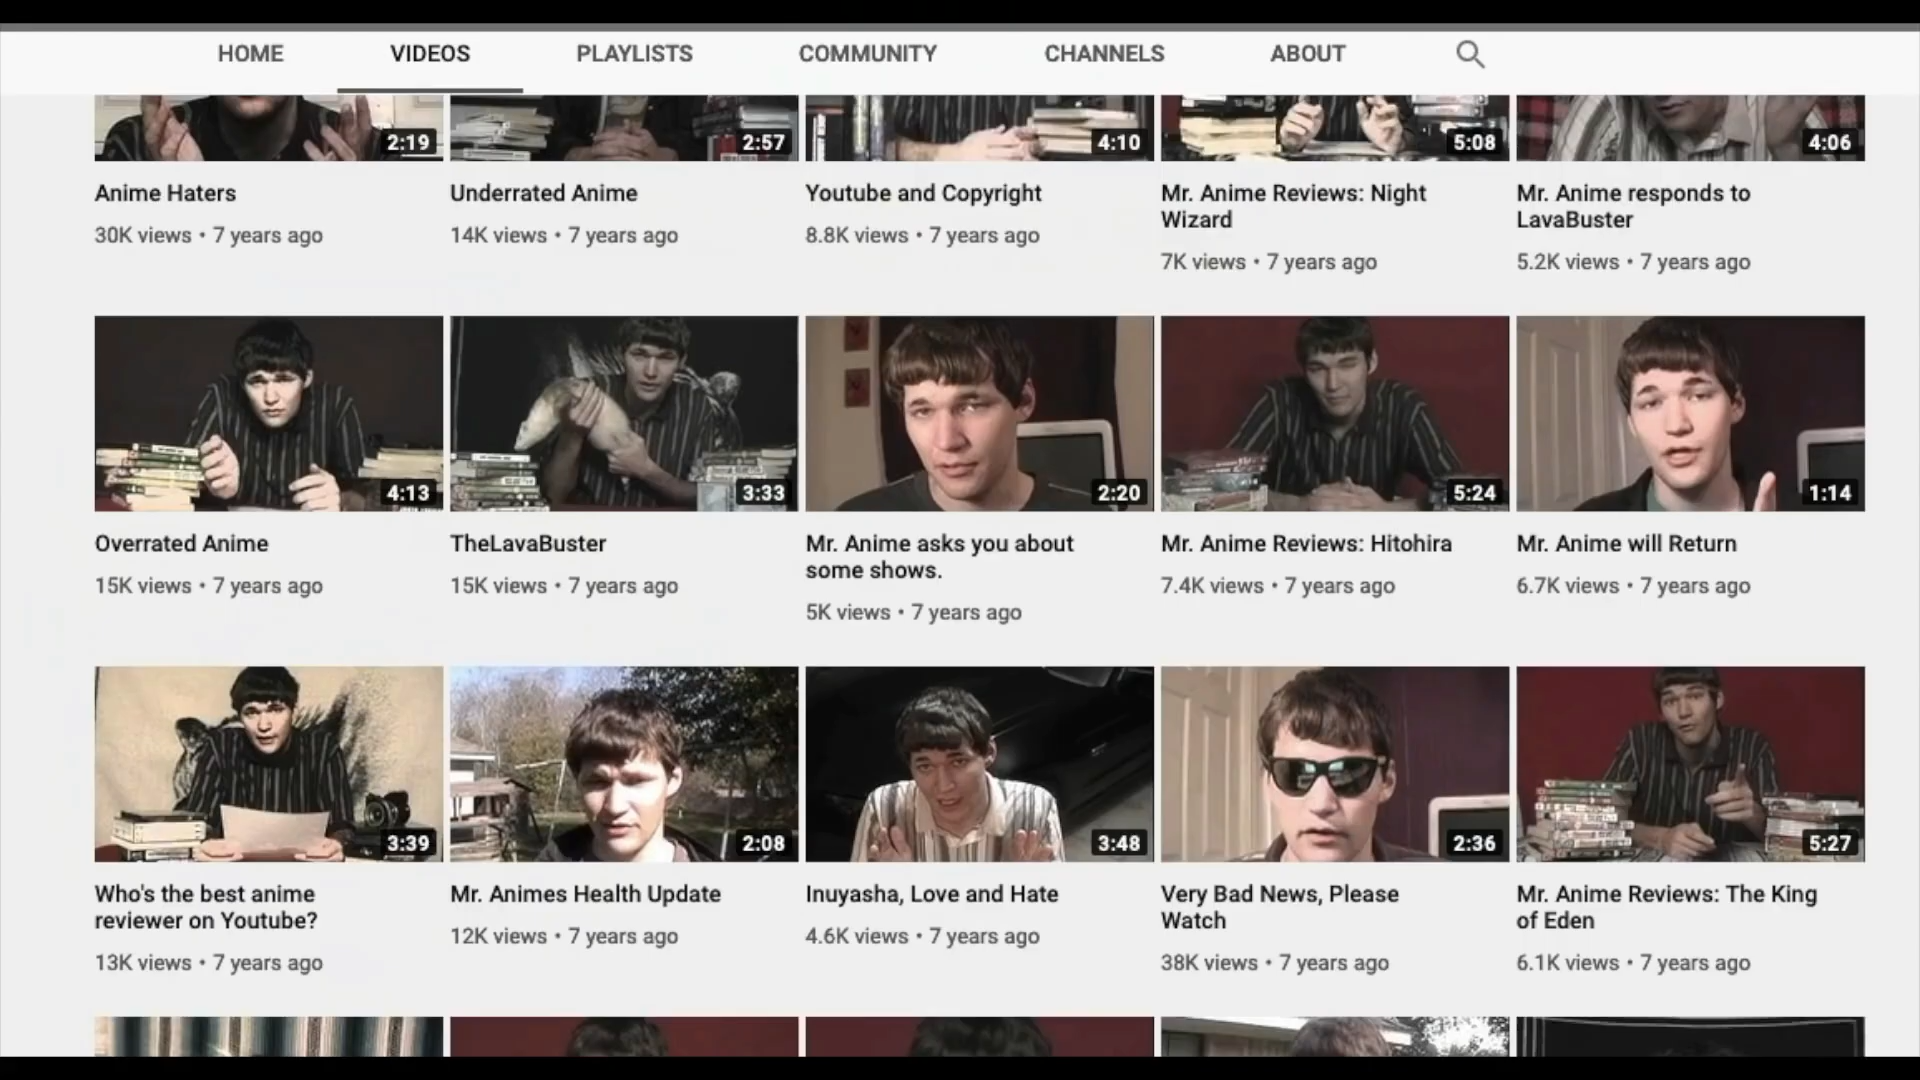 HOME VIDEOS PLAYLISTS COMMUNITY CHANNELS ABOUT
2:19 2:57 4:10 5:08 4:06
Anime Haters
30K views • 7 years ago
Underrated Anime
14K views • 7 years ago
Youtube and Copyright
8.8K views • 7 years ago
Mr. Anime Reviews: Night
Wizard
7K views • 7 years ago
Mr. Anime responds to
LavaBuster
5.2K views • 7 years ago
4:13 3:33 2:20 5:24 1:14
Overrated Anime
15K views • 7 years ago
TheLavaBuster
15K views • 7 years ago
Mr. Anime asks you about
some shows.
5K views • 7 years ago
Mr. Anime Reviews: Hitohira
7.4K views • 7 years ago
Mr. Anime will Return
6.7K views • 7 years ago
3:39 2:08 3:48 2:36 5:27
Who's the best anime
reviewer on Youtube?
13K views • 7 years ago
Mr. Animes Health Update
12K views • 7 years ago
Inuyasha, Love and Hate
4.6K views • 7 years ago
Very Bad News, Please
Watch
38K views • 7 years ago
Mr. Anime Reviews: The King
of Eden
6.1K views • 7 years ago